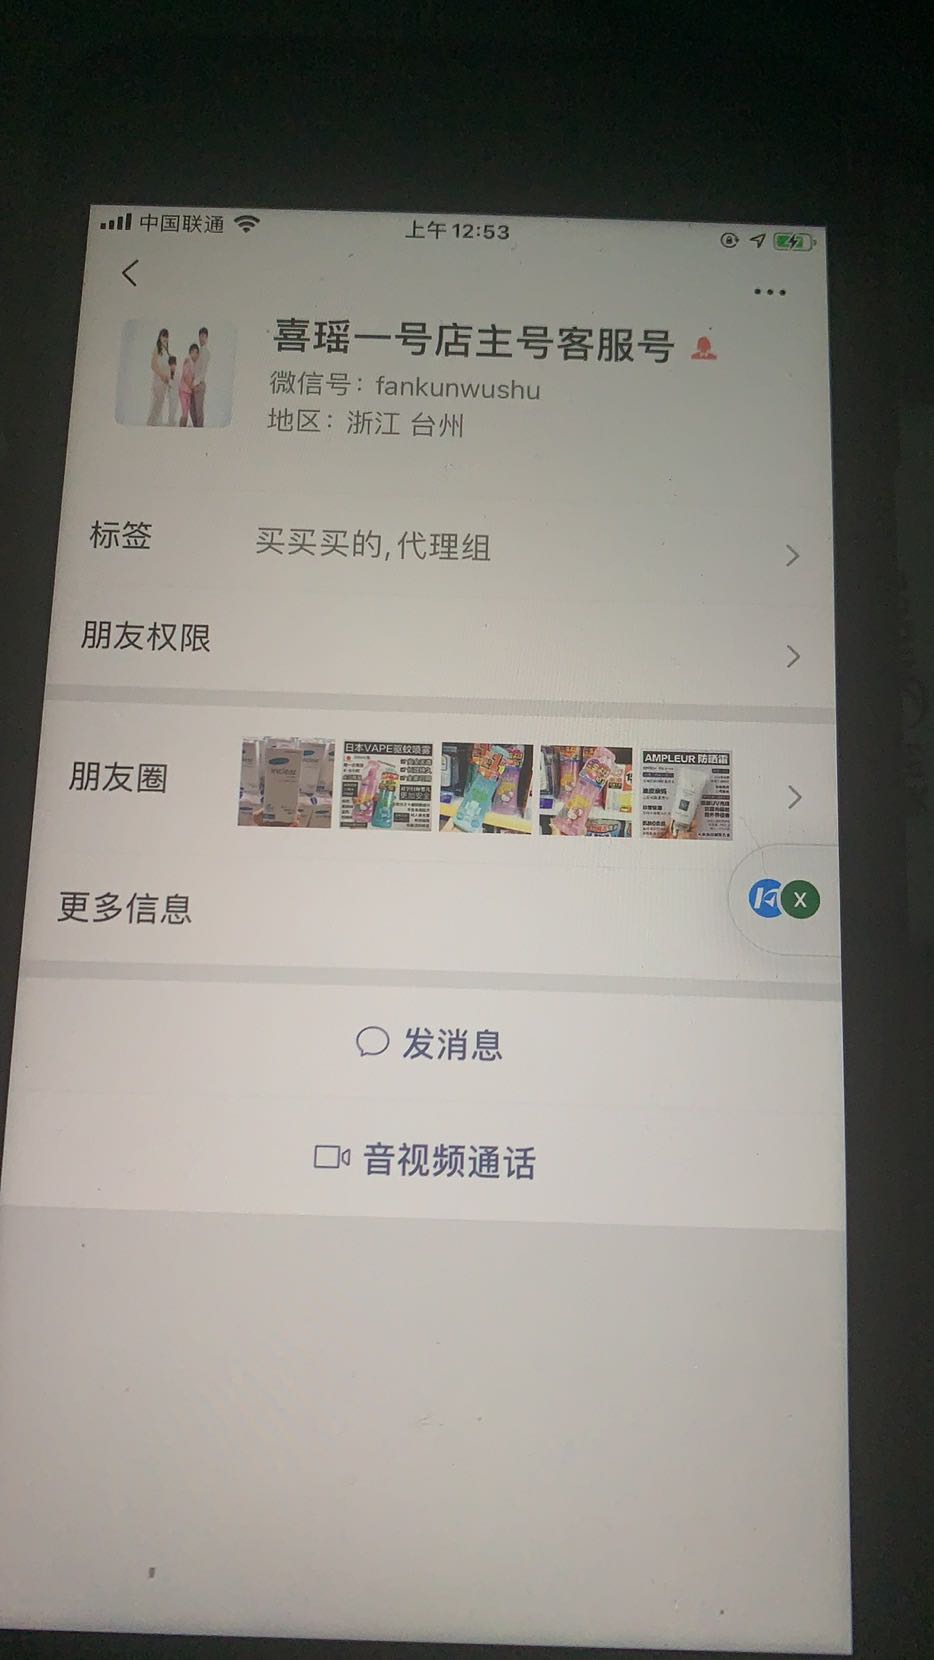 中国联通
上午12:53
喜瑶一号店主号客服号
微信号：fankunwushu
地区：浙江 台州
标签
买买买的,代理组
朋友权限
朋友圈
inclear
日本VAPE驱蚊喷雾
AMPLEUR 防晒霜
X
更多信息
发消息
音视频通话